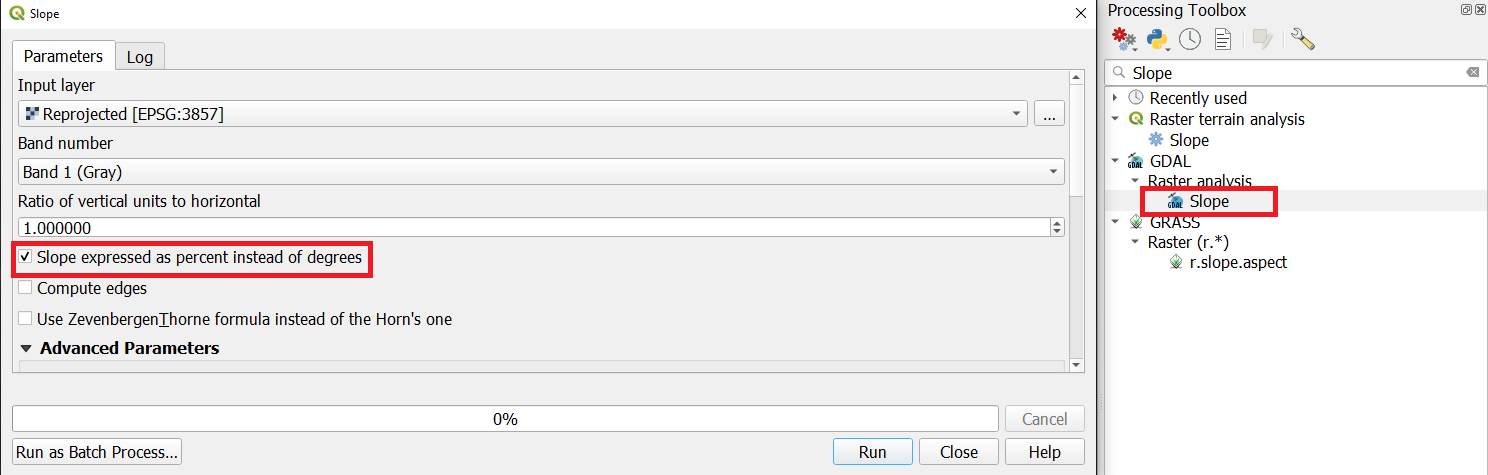 Slope
Parameters
Log
Input layer
Reprojected [EPSG:3857]
...
Band number
Band 1 (Gray)
Ratio of vertical units to horizontal
1.000000
Slope expressed as percent instead of degrees
Compute edges
Use ZevenbergenThorne formula instead of the Horn's one
Advanced Parameters
0%
Cancel
Run as Batch Process...
Run
Close
Help
Processing Toolbox
Slope
Recently used
Raster terrain analysis
Slope
GDAL
Raster analysis
GDAL
Slope
GRASS
Raster (r.*)
r.slope.aspect